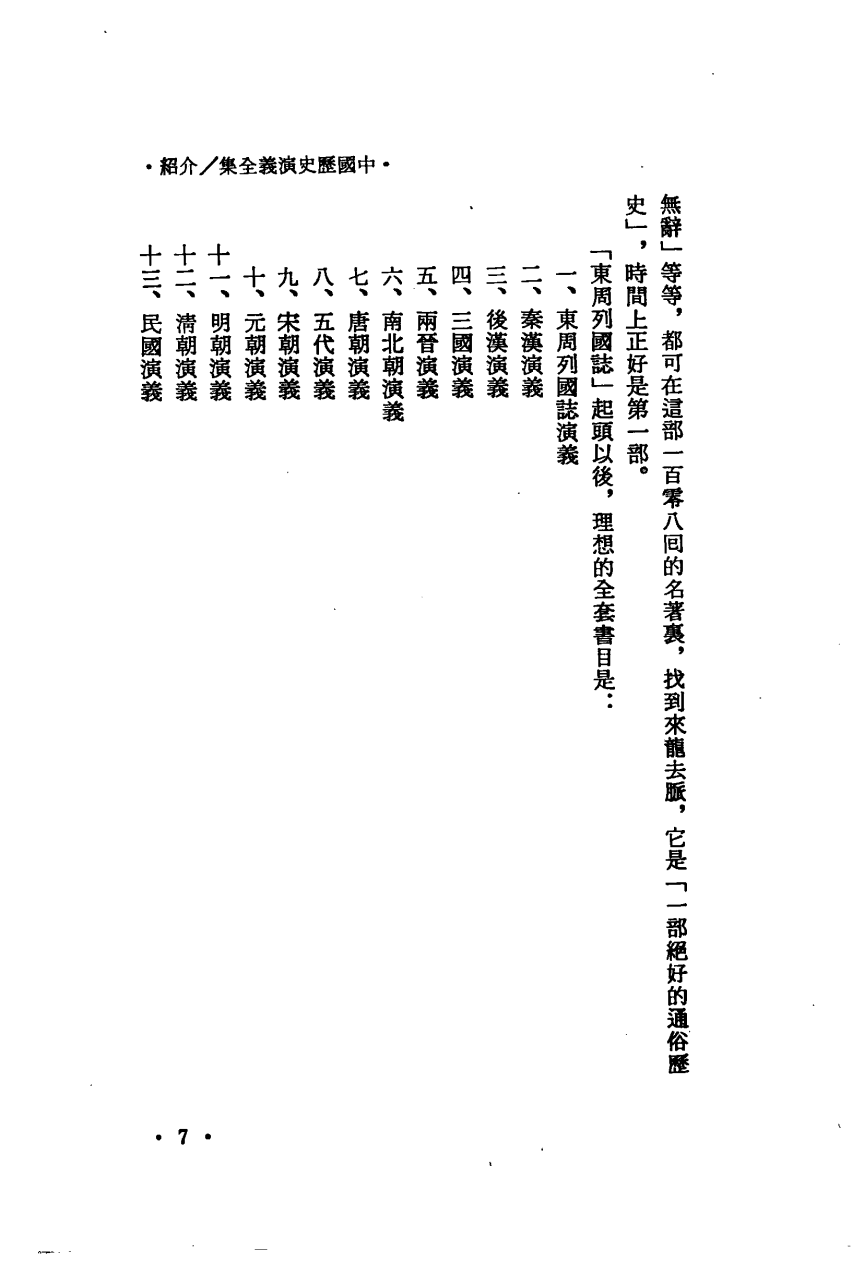 •中國歷史演義全集／介紹•
無辭」等等，都可在這部一百零八囘的名著裏，找到來龍去脈，它是「一部絕好的通俗歷
史」，時間上正好是第一部。
「東周列國誌」起頭以後，理想的全套書目是：
一、東周列國誌演義
二、秦漢演義
三、後漢演義
四、三國演義
五、兩晉演義
六、南北朝演義
七、唐朝演義
八、五代演義
九、宋朝演義
十、元朝演義
十一、明朝演義
十二、清朝演義
十三、民國演義
•7•